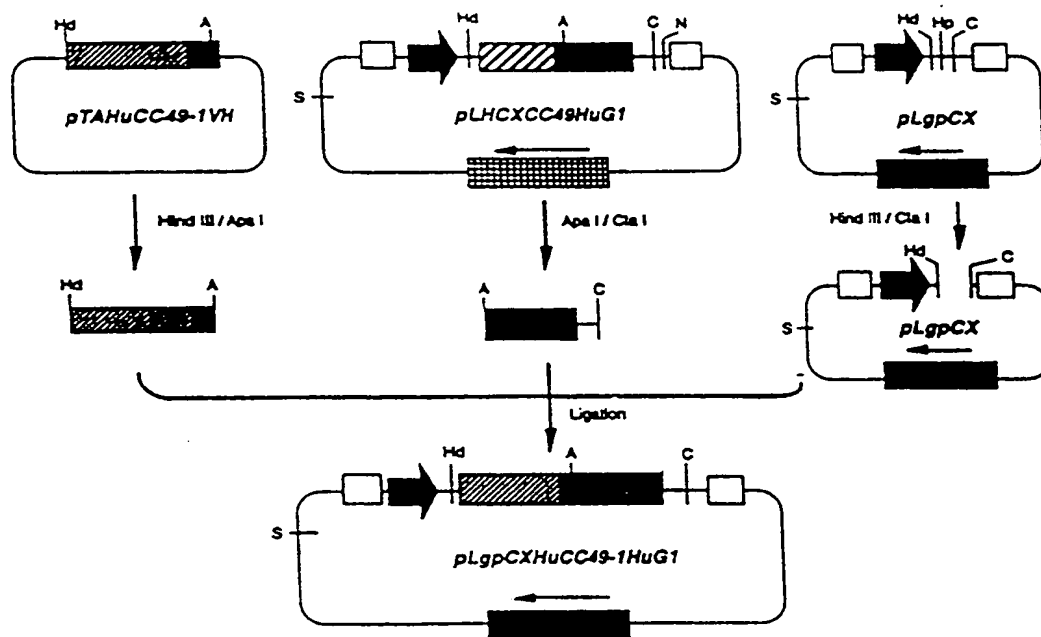 Hd A
pTAHuCC49-1VH
Hd A C N
S
pLHCXCC49HuG1
Hd Hp C
pLgpCX
Hind III / Apa I
Apa I / Cla I
Hind III / Cla I
Hd A
A C
Hd C
S
pLgpCX
Ligation
Hd A C
S
pLgpCXHuCC49-1HuG1